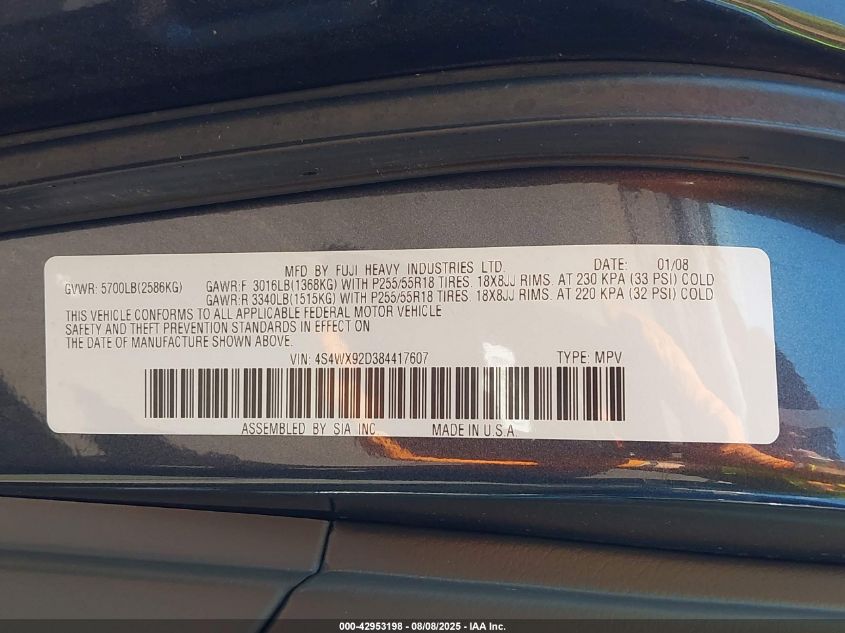 MFD BY FUJI HEAVY INDUSTRIES LTD. DATE: 01/08
GVWR: 5700LB(2586KG) GAWR:F 3016LB(1368KG) WITH P255/55R18 TIRES. 18X8JJ RIMS. AT 230 KPA (33 PSI) COLD
GAWR:R 3340LB(1515KG) WITH P255/55R18 TIRES. 18X8JJ RIMS. AT 220 KPA (32 PSI) COLD
THIS VEHICLE CONFORMS TO ALL APPLICABLE FEDERAL MOTOR VEHICLE
SAFETY AND THEFT PREVENTION STANDARDS IN EFFECT ON
THE DATE OF MANUFACTURE SHOWN ABOVE.
VIN: 4S4WX92D384417607 TYPE: MPV
ASSEMBLED BY SIA INC MADE IN U.S.A.
000-42953198 - 08/08/2025 - IAA Inc.